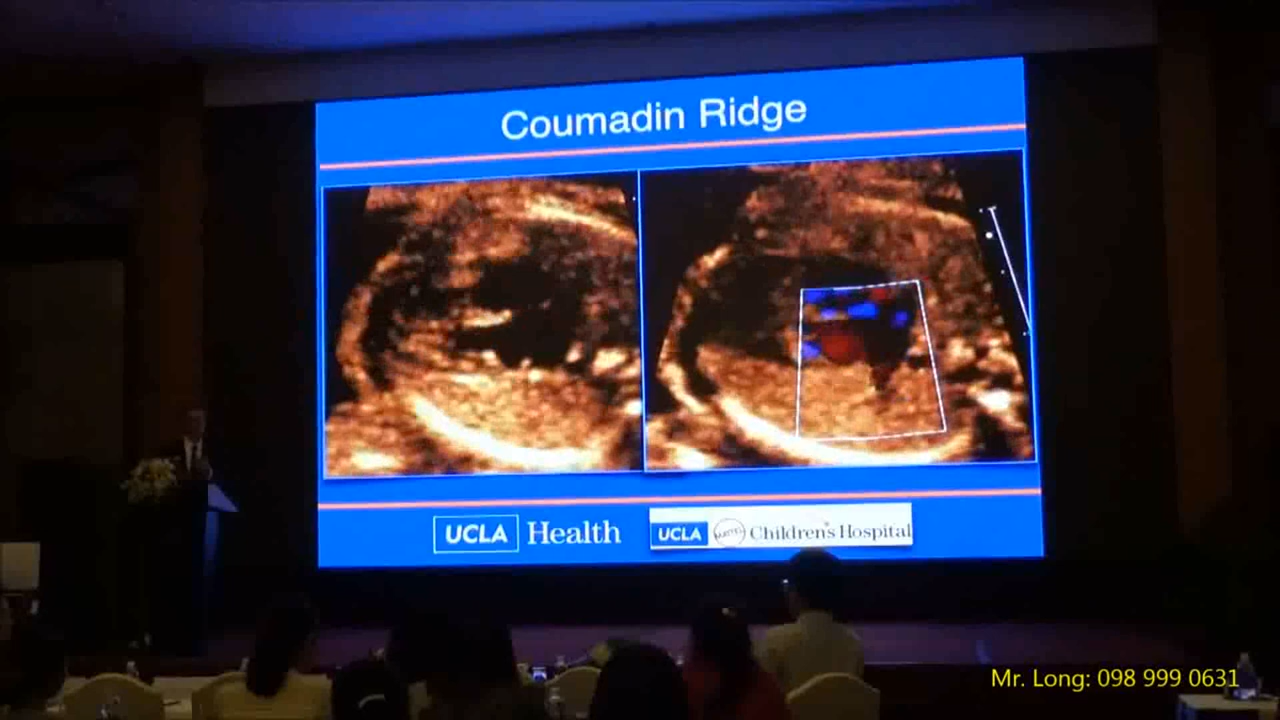 Coumadin Ridge
UCLA Health
UCLA Children's Hospital
Mr. Long: 098 999 0631